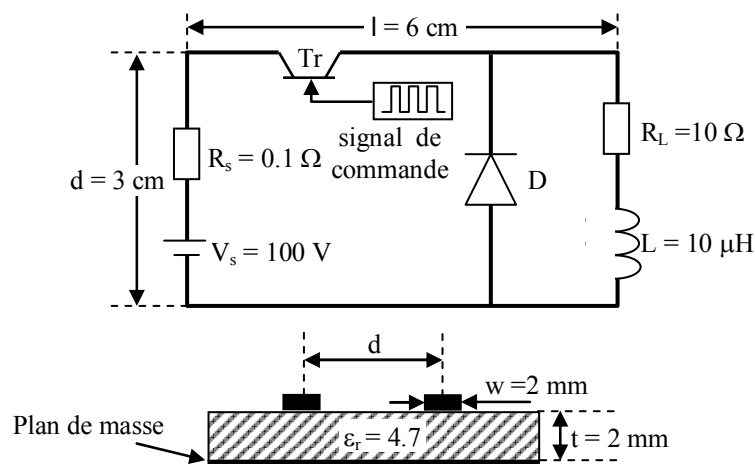 l = 6 cm
Tr
signal de
commande
R_s = 0.1 Ω
d = 3 cm
R_L =10 Ω
D
V_s = 100 V
L = 10 μH
d
w =2 mm
Plan de masse
ε_r = 4.7
t = 2 mm